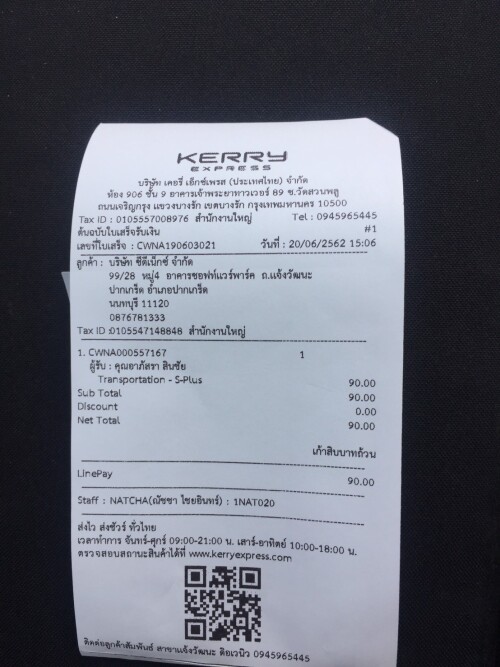 KERRY
EXPRESS
บริษัท เคอรี่ เอ็กซ์เพรส (ประเทศไทย) จำกัด
ห้อง 906 ชั้น 9 อาคารเจ้าพระยาทาวเวอร์ 89 ซ.วัดสวนพลู
ถนนเจริญกรุง แขวงบางรัก เขตบางรัก กรุงเทพมหานคร 10500
Tax ID : 0105557008976 สำนักงานใหญ่ Tel : 0945965445
ต้นฉบับใบเสร็จรับเงิน #1
เลขที่ใบเสร็จ : CWNA190603021 วันที่ : 20/06/2562 15:06
ลูกค้า : บริษัท ซีดีเน็กซ์ จำกัด
99/28 หมู่4 อาคารซอฟท์แวร์พาร์ค ถ.แจ้งวัฒนะ
ปากเกร็ด อำเภอปากเกร็ด
นนทบุรี 11120
0876781333
Tax ID :0105547148848 สำนักงานใหญ่
1. CWNA000557167 1
ผู้รับ : คุณอาภัสรา สินชัย
Transportation - S-Plus 90.00
Sub Total 90.00
Discount 0.00
Net Total 90.00
เก้าสิบบาทถ้วน
LinePay 90.00
Staff : NATCHA(ณัชชา ไชยอินทร์) : 1NAT020
ส่งไว ส่งชัวร์ ทั่วไทย
เวลาทำการ จันทร์-ศุกร์ 09:00-21:00 น. เสาร์-อาทิตย์ 10:00-18:00 น.
ตรวจสอบสถานะสินค้าได้ที่ www.kerryexpress.com
ติดต่อลูกค้าสัมพันธ์ สาขาแจ้งวัฒนะ ดิอเวนิว 0945965445